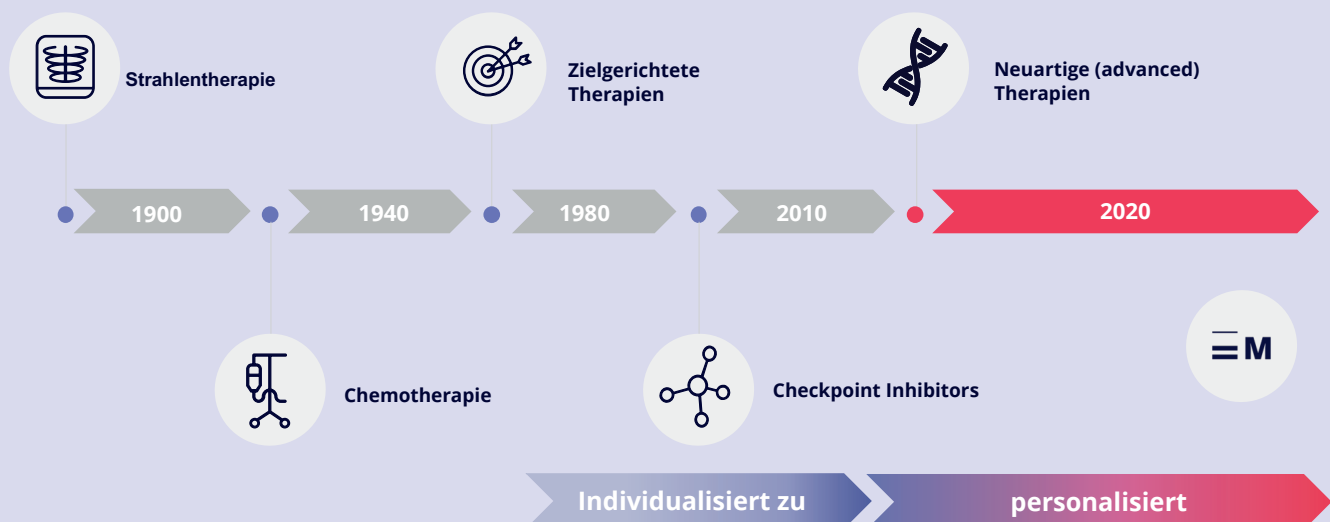 Strahlentherapie
Zielgerichtete
Therapien
Neuartige (advanced)
Therapien
1900
1940
1980
2010
2020
M
Chemotherapie
Checkpoint Inhibitors
Individualisiert zu
personalisiert